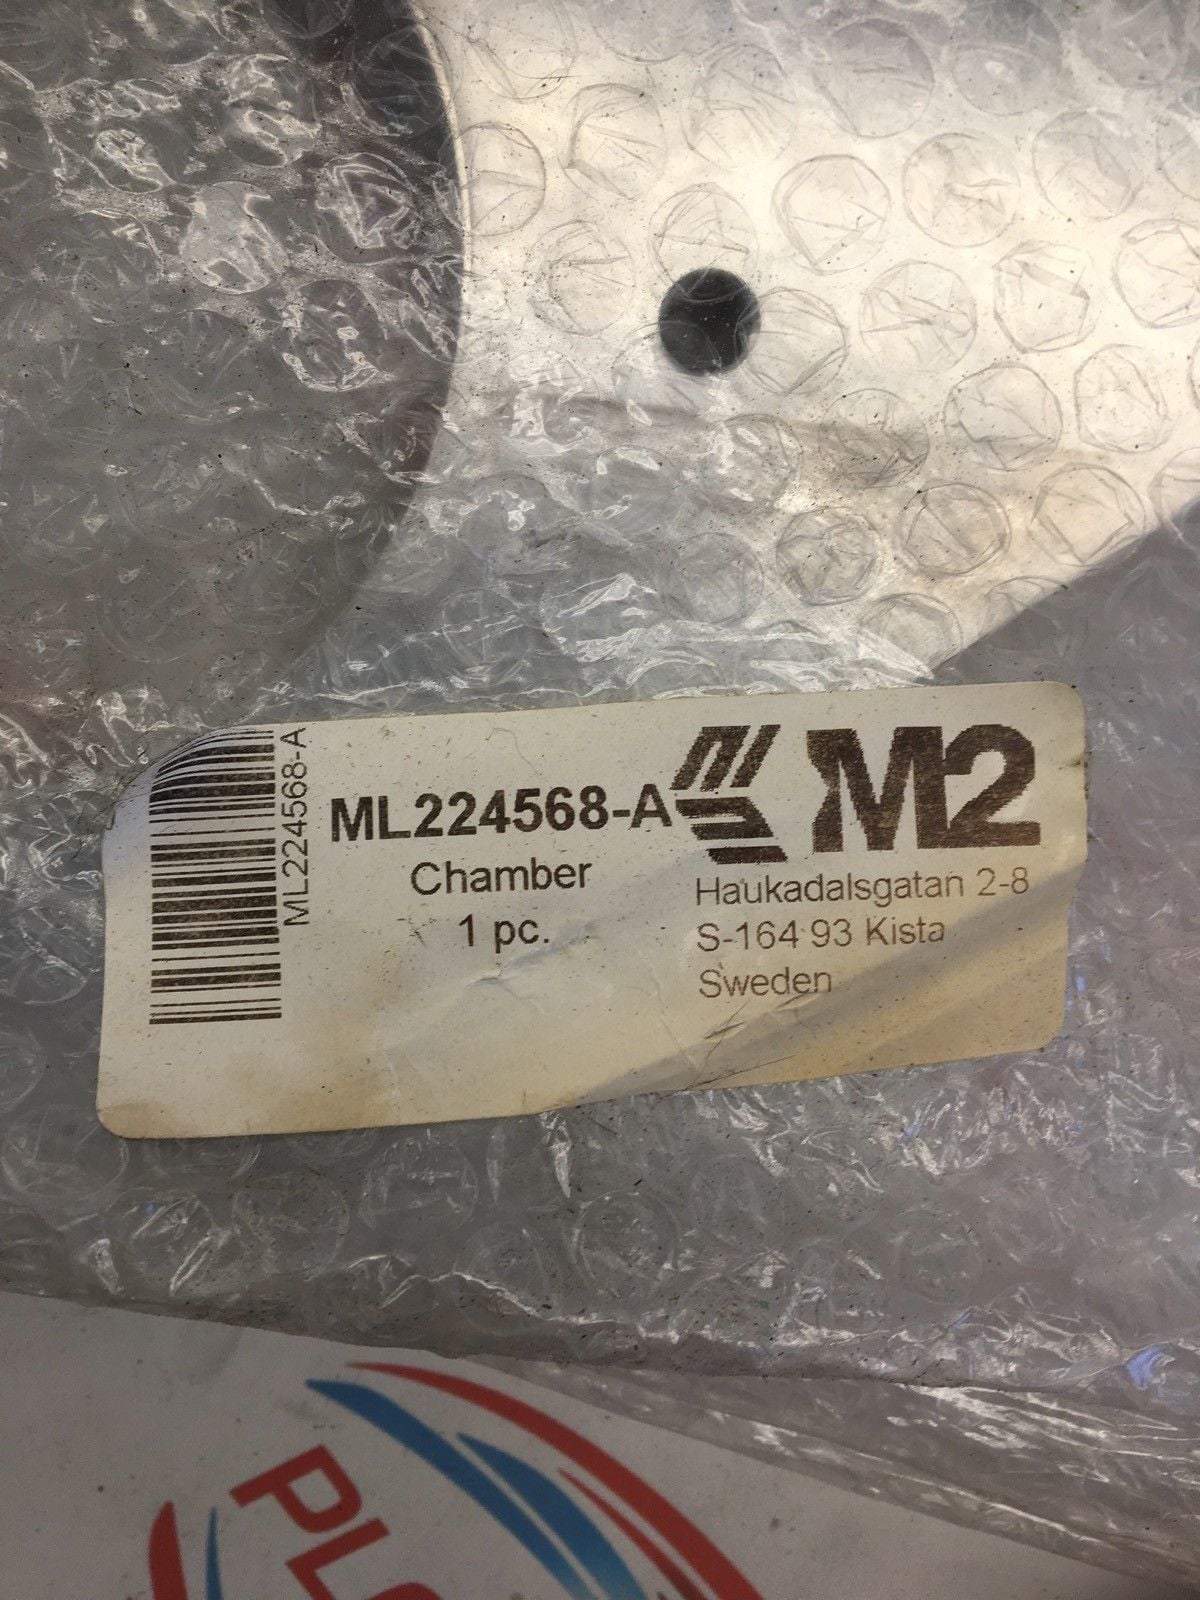 ML224568-A
ML224568-A
Chamber
1 pc.
M2
Haukadalsgatan 2-8
S-164 93 Kista
Sweden